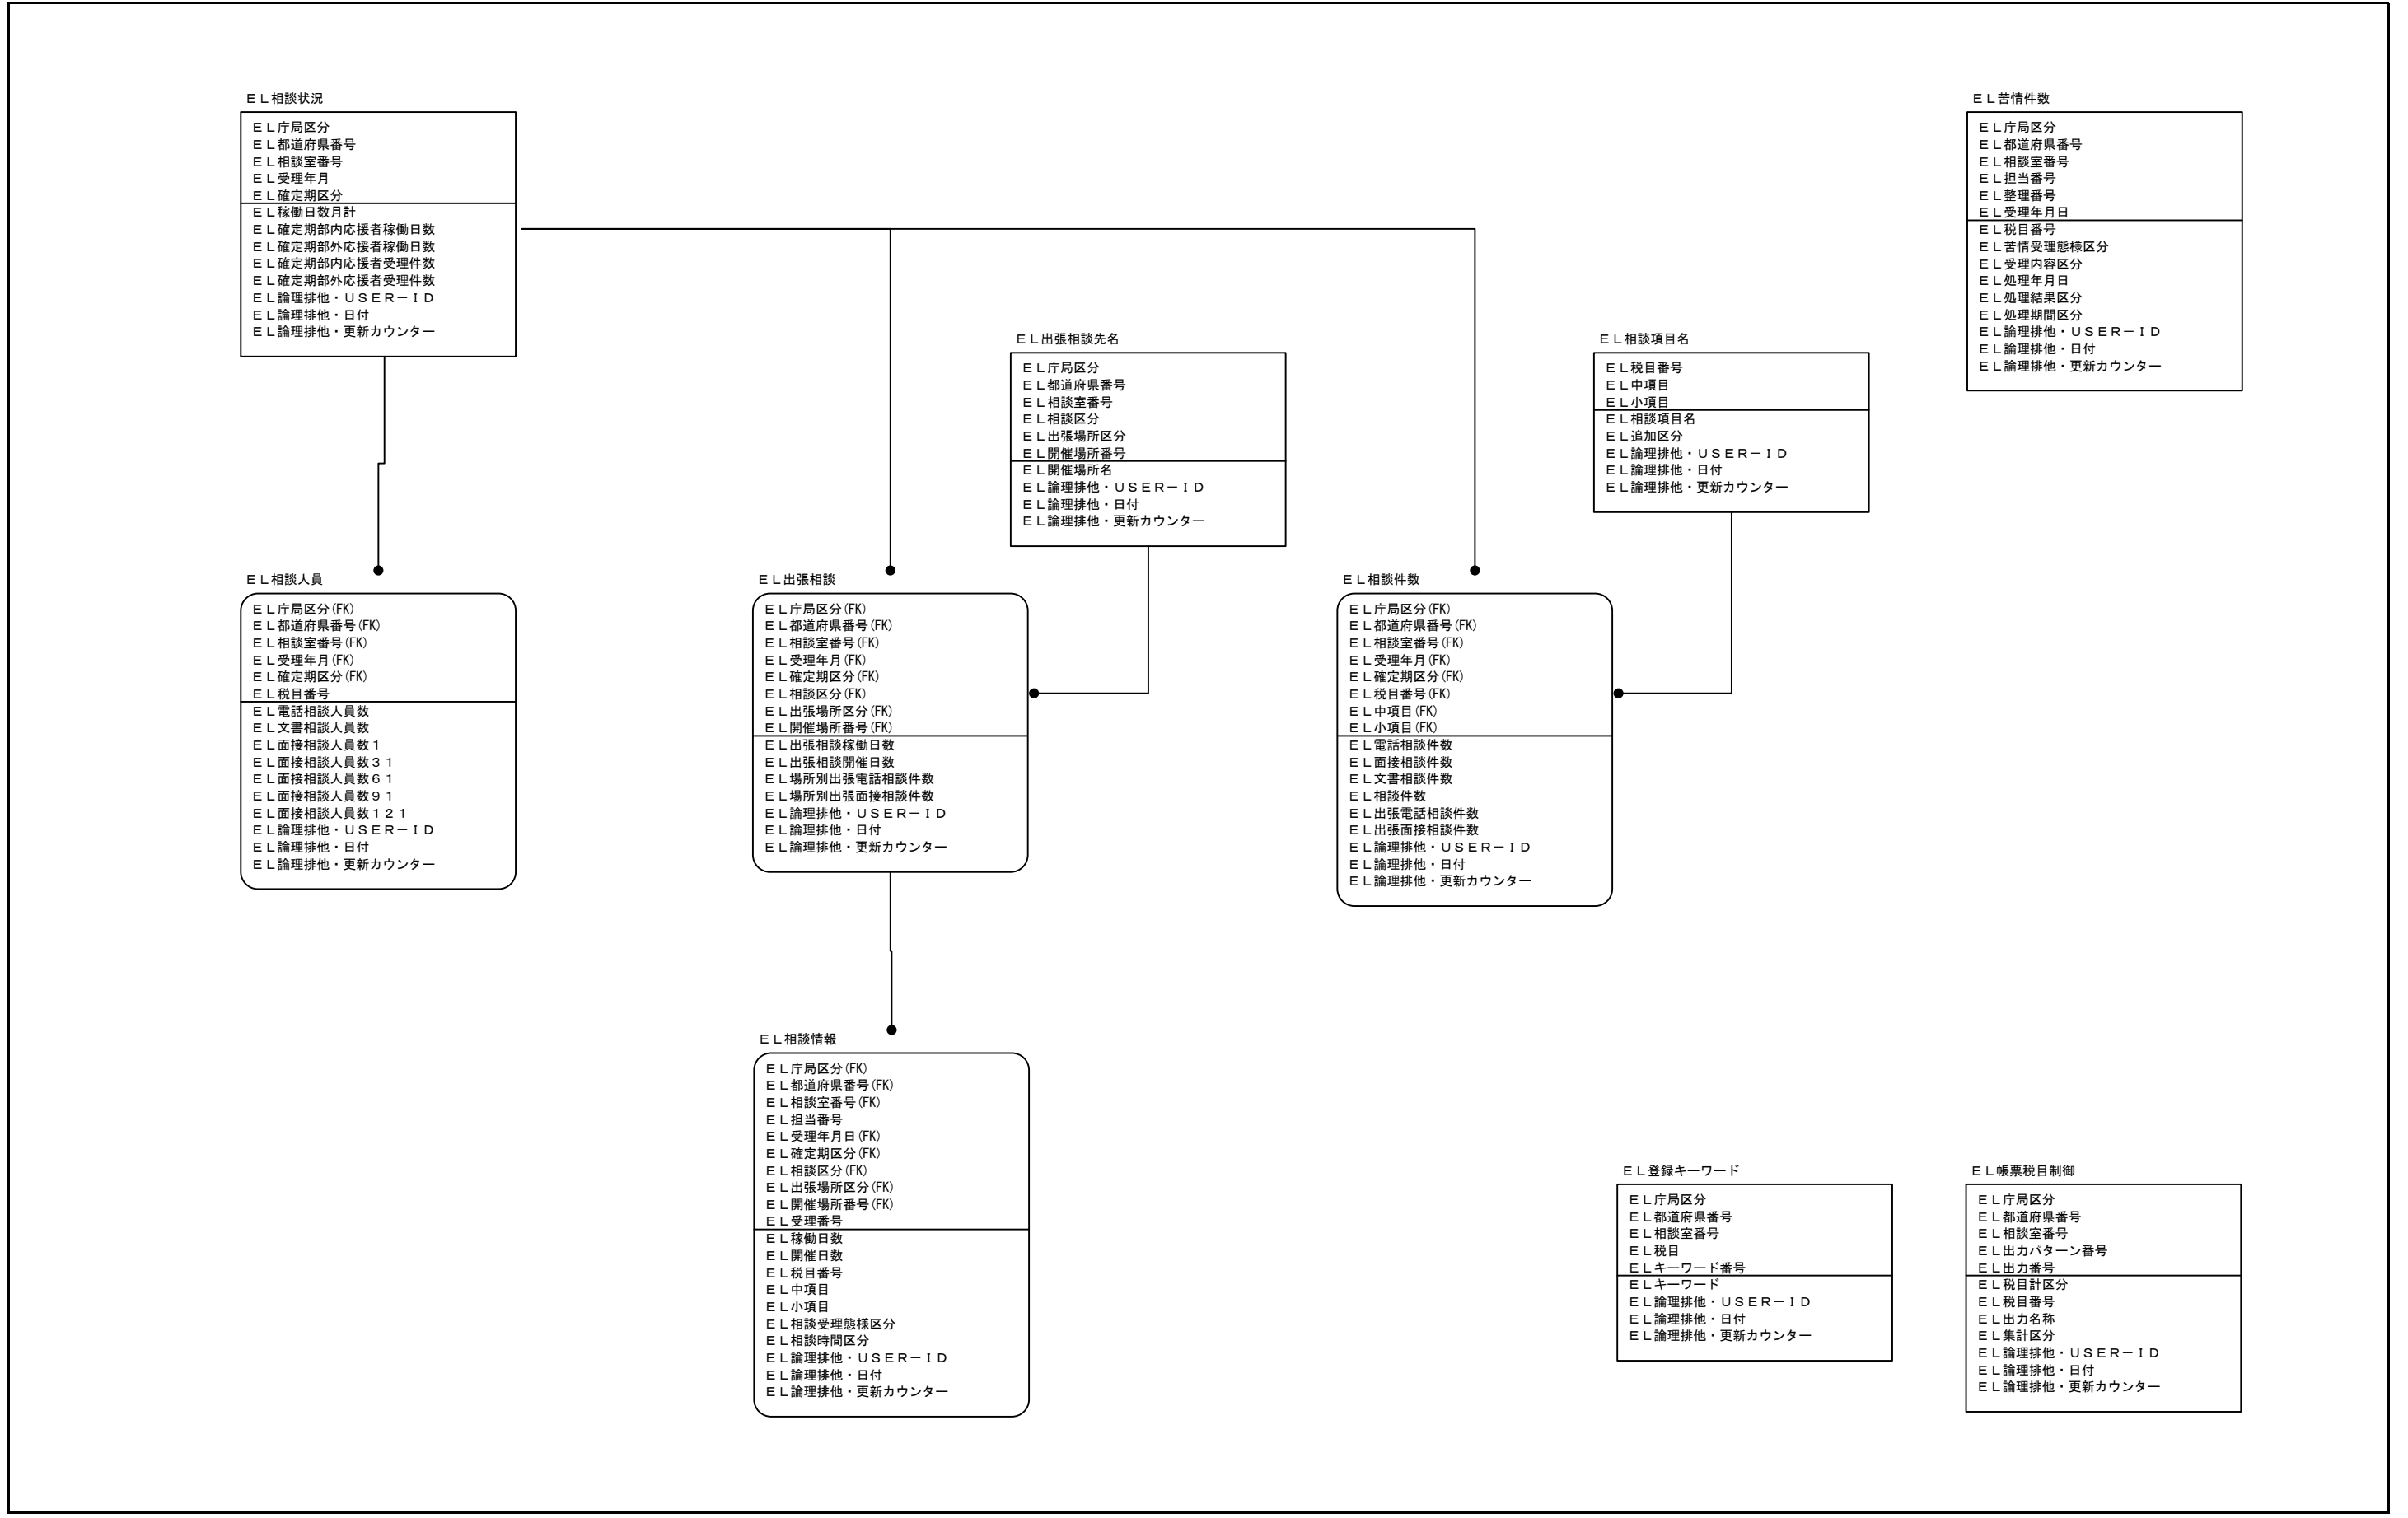 ＥＬ相談状況
ＥＬ庁局区分
ＥＬ都道府県番号
ＥＬ相談室番号
ＥＬ受理年月
ＥＬ確定期区分
ＥＬ稼働日数月計
ＥＬ確定期部内応援者稼働日数
ＥＬ確定期部外応援者稼働日数
ＥＬ確定期部内応援者受理件数
ＥＬ確定期部外応援者受理件数
ＥＬ論理排他・ＵＳＥＲ－ＩＤ
ＥＬ論理排他・日付
ＥＬ論理排他・更新カウンター
ＥＬ苦情件数
ＥＬ庁局区分
ＥＬ都道府県番号
ＥＬ相談室番号
ＥＬ担当番号
ＥＬ整理番号
ＥＬ受理年月日
ＥＬ税目番号
ＥＬ苦情受理態様区分
ＥＬ受理内容区分
ＥＬ処理年月日
ＥＬ処理結果区分
ＥＬ処理期間区分
ＥＬ論理排他・ＵＳＥＲ－ＩＤ
ＥＬ論理排他・日付
ＥＬ論理排他・更新カウンター
ＥＬ出張相談先名
ＥＬ庁局区分
ＥＬ都道府県番号
ＥＬ相談室番号
ＥＬ相談区分
ＥＬ出張場所区分
ＥＬ開催場所番号
ＥＬ開催場所名
ＥＬ論理排他・ＵＳＥＲ－ＩＤ
ＥＬ論理排他・日付
ＥＬ論理排他・更新カウンター
ＥＬ相談項目名
ＥＬ税目番号
ＥＬ中項目
ＥＬ小項目
ＥＬ相談項目名
ＥＬ追加区分
ＥＬ論理排他・ＵＳＥＲ－ＩＤ
ＥＬ論理排他・日付
ＥＬ論理排他・更新カウンター
ＥＬ相談人員
ＥＬ庁局区分(FK)
ＥＬ都道府県番号(FK)
ＥＬ相談室番号(FK)
ＥＬ受理年月(FK)
ＥＬ確定期区分(FK)
ＥＬ税目番号
ＥＬ電話相談人員数
ＥＬ文書相談人員数
ＥＬ面接相談人員数１
ＥＬ面接相談人員数３１
ＥＬ面接相談人員数６１
ＥＬ面接相談人員数９１
ＥＬ面接相談人員数１２１
ＥＬ論理排他・ＵＳＥＲ－ＩＤ
ＥＬ論理排他・日付
ＥＬ論理排他・更新カウンター
ＥＬ出張相談
ＥＬ庁局区分(FK)
ＥＬ都道府県番号(FK)
ＥＬ相談室番号(FK)
ＥＬ受理年月(FK)
ＥＬ確定期区分(FK)
ＥＬ相談区分(FK)
ＥＬ出張場所区分(FK)
ＥＬ開催場所番号(FK)
ＥＬ出張相談稼働日数
ＥＬ出張相談開催日数
ＥＬ場所別出張電話相談件数
ＥＬ場所別出張面接相談件数
ＥＬ論理排他・ＵＳＥＲ－ＩＤ
ＥＬ論理排他・日付
ＥＬ論理排他・更新カウンター
ＥＬ相談件数
ＥＬ庁局区分(FK)
ＥＬ都道府県番号(FK)
ＥＬ相談室番号(FK)
ＥＬ受理年月(FK)
ＥＬ確定期区分(FK)
ＥＬ税目番号(FK)
ＥＬ中項目(FK)
ＥＬ小項目(FK)
ＥＬ電話相談件数
ＥＬ面接相談件数
ＥＬ文書相談件数
ＥＬ相談件数
ＥＬ出張電話相談件数
ＥＬ出張面接相談件数
ＥＬ論理排他・ＵＳＥＲ－ＩＤ
ＥＬ論理排他・日付
ＥＬ論理排他・更新カウンター
ＥＬ相談情報
ＥＬ庁局区分(FK)
ＥＬ都道府県番号(FK)
ＥＬ相談室番号(FK)
ＥＬ担当番号
ＥＬ受理年月日(FK)
ＥＬ確定期区分(FK)
ＥＬ相談区分(FK)
ＥＬ出張場所区分(FK)
ＥＬ開催場所番号(FK)
ＥＬ受理番号
ＥＬ稼働日数
ＥＬ開催日数
ＥＬ税目番号
ＥＬ中項目
ＥＬ小項目
ＥＬ相談受理態様区分
ＥＬ相談時間区分
ＥＬ論理排他・ＵＳＥＲ－ＩＤ
ＥＬ論理排他・日付
ＥＬ論理排他・更新カウンター
ＥＬ登録キーワード
ＥＬ庁局区分
ＥＬ都道府県番号
ＥＬ相談室番号
ＥＬ税目
ＥＬキーワード番号
ＥＬキーワード
ＥＬ論理排他・ＵＳＥＲ－ＩＤ
ＥＬ論理排他・日付
ＥＬ論理排他・更新カウンター
ＥＬ帳票税目制御
ＥＬ庁局区分
ＥＬ都道府県番号
ＥＬ相談室番号
ＥＬ出力パターン番号
ＥＬ出力番号
ＥＬ税目計区分
ＥＬ税目番号
ＥＬ出力名称
ＥＬ集計区分
ＥＬ論理排他・ＵＳＥＲ－ＩＤ
ＥＬ論理排他・日付
ＥＬ論理排他・更新カウンター